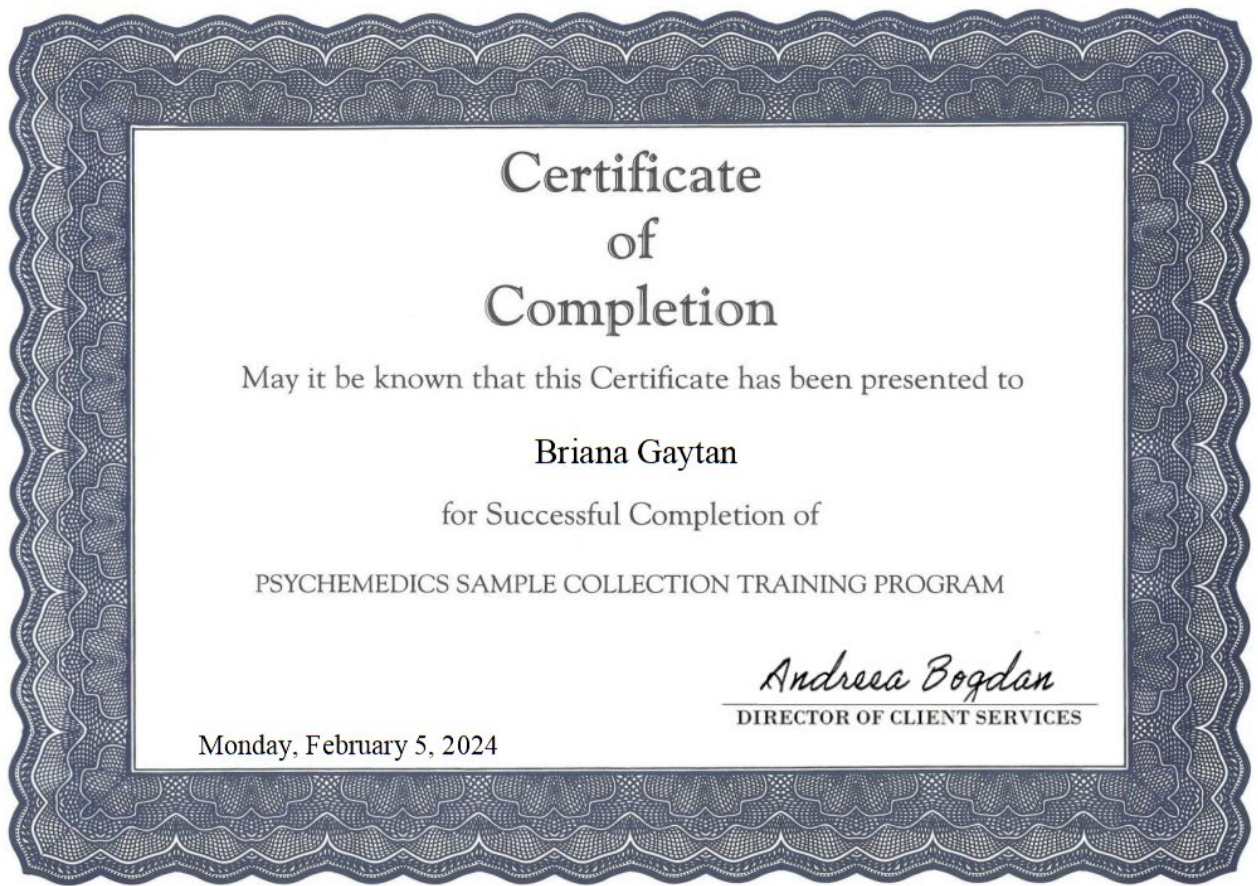 Certificate
of
Completion
May it be known that this Certificate has been presented to
Briana Gaytan
for Successful Completion of
PSYCHEMEDICS SAMPLE COLLECTION TRAINING PROGRAM
Andreea Bogdan
DIRECTOR OF CLIENT SERVICES
Monday, February 5, 2024